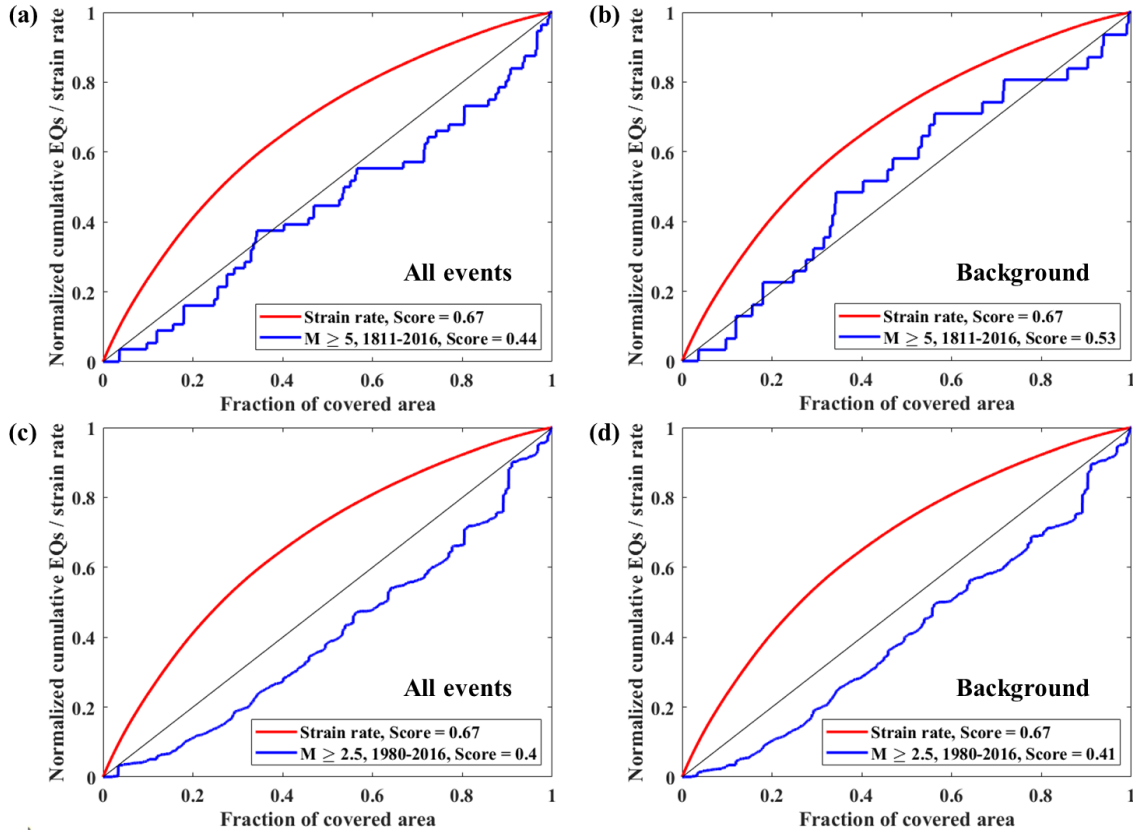 (a)
Normalized cumulative EQs / strain rate
1
0.8
0.6
0.4
0.2
0
All events
Strain rate, Score = 0.67
M ≥ 5, 1811-2016, Score = 0.44
0 0.2 0.4 0.6 0.8 1
Fraction of covered area
(b)
Normalized cumulative EQs / strain rate
1
0.8
0.6
0.4
0.2
0
Background
Strain rate, Score = 0.67
M ≥ 5, 1811-2016, Score = 0.53
0 0.2 0.4 0.6 0.8 1
Fraction of covered area
(c)
Normalized cumulative EQs / strain rate
1
0.8
0.6
0.4
0.2
0
All events
Strain rate, Score = 0.67
M ≥ 2.5, 1980-2016, Score = 0.4
0 0.2 0.4 0.6 0.8 1
Fraction of covered area
(d)
Normalized cumulative EQs / strain rate
1
0.8
0.6
0.4
0.2
0
Background
Strain rate, Score = 0.67
M ≥ 2.5, 1980-2016, Score = 0.41
0 0.2 0.4 0.6 0.8 1
Fraction of covered area